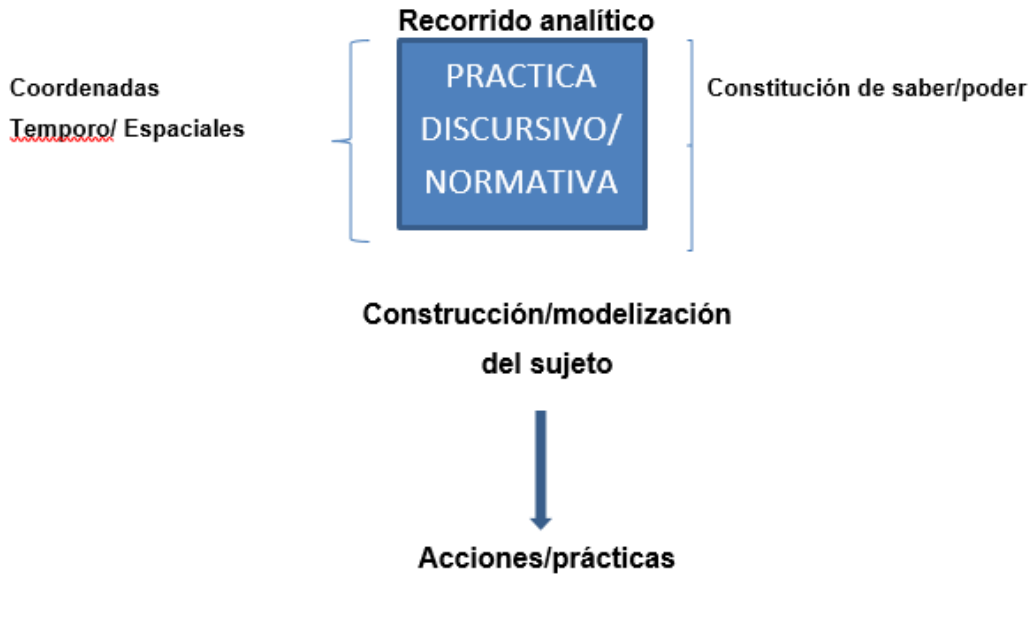 Recorrido analítico
PRACTICA
DISCURSIVO/
NORMATIVA
Coordenadas
Temporo/ Espaciales
Constitución de saber/poder
Construcción/modelización
del sujeto
Acciones/prácticas